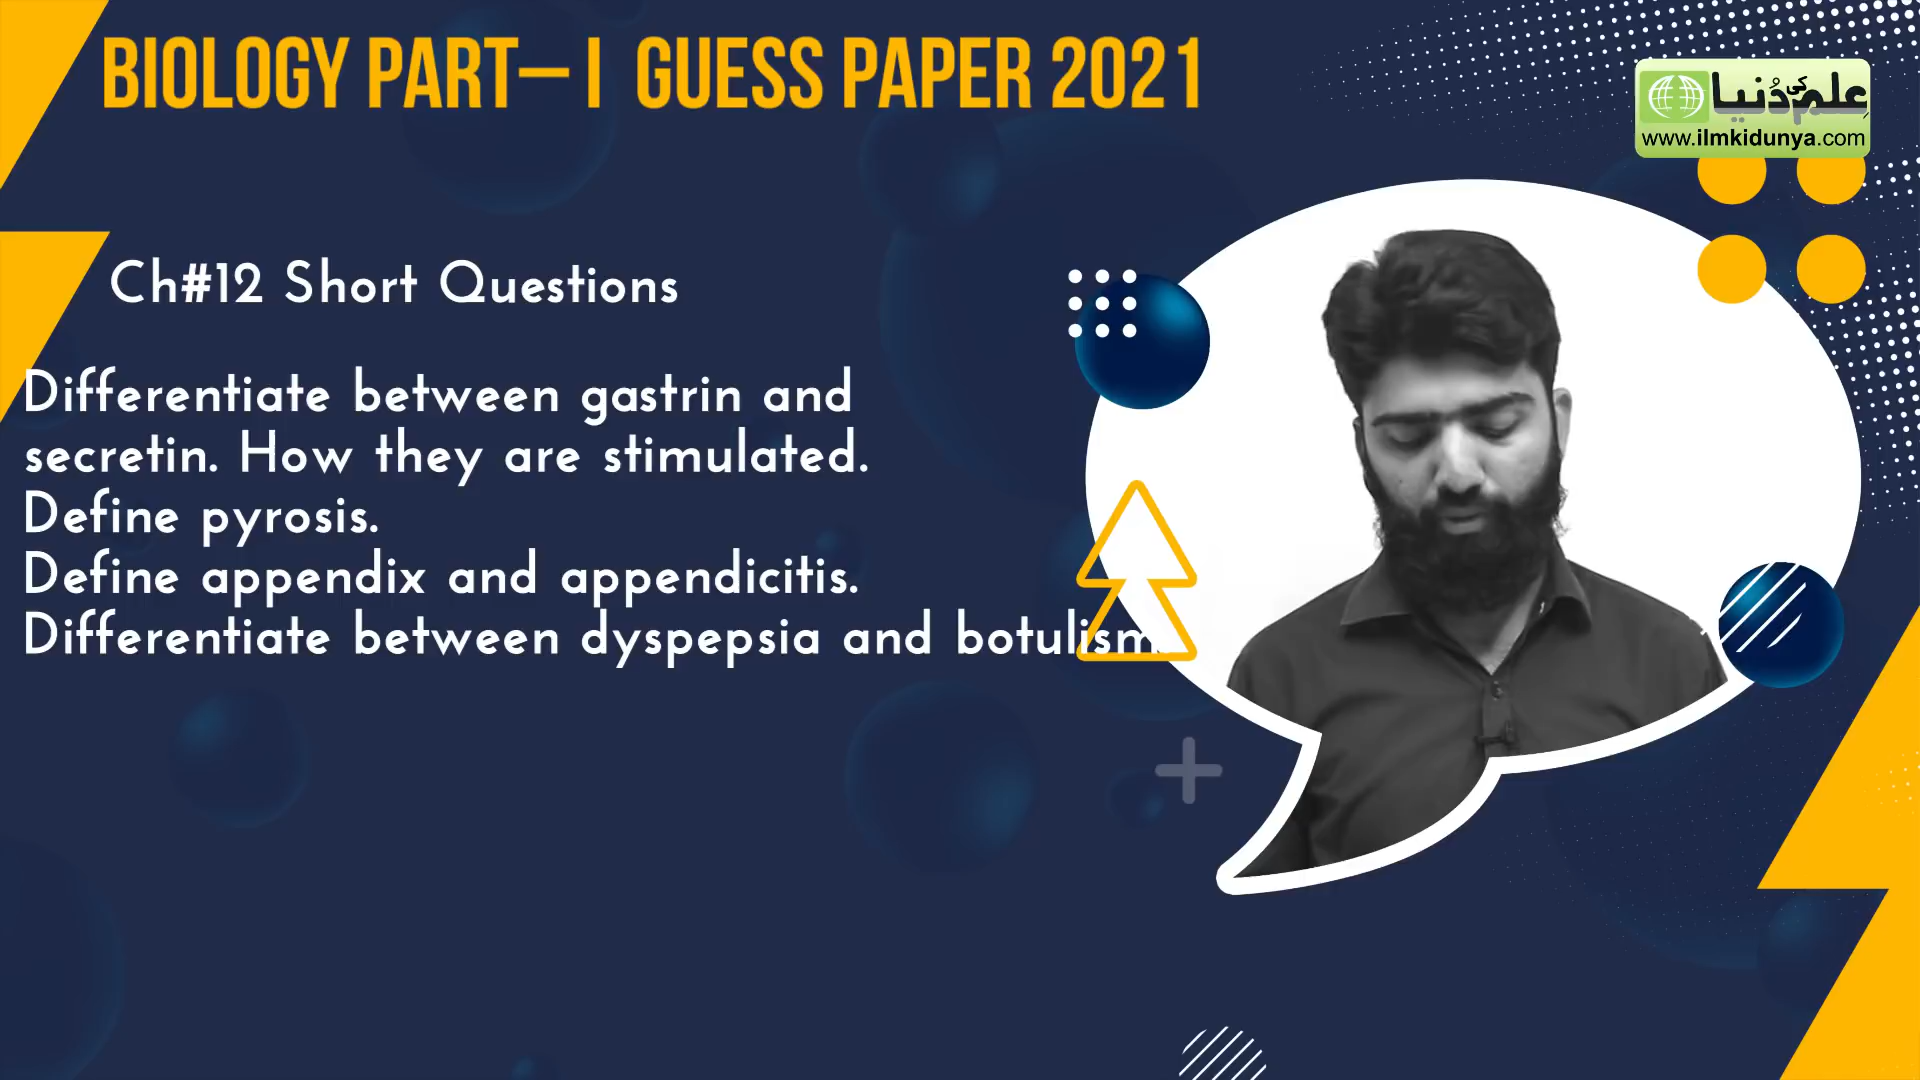 BIOLOGY PART–I GUESS PAPER 2021
علم کی دُنیا
www.ilmkidunya.com
Ch#12 Short Questions
Differentiate between gastrin and
secretin. How they are stimulated.
Define pyrosis.
Define appendix and appendicitis.
Differentiate between dyspepsia and botulism.